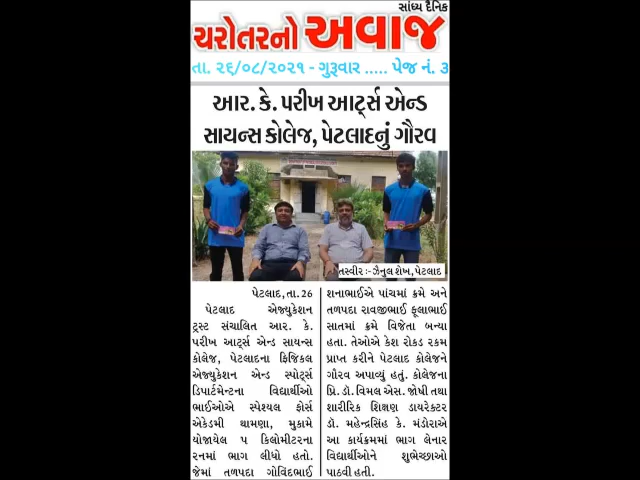 સાંધ્ય દૈનિક
ચરોતરનો અવાજ
તા. ૨૬/૦૮/૨૦૨૧ - ગુરૂવાર ..... પેજ નં. ૩
આર. કે. પરીખ આર્ટ્સ એન્ડ
સાયન્સ કોલેજ, પેટલાદનું ગૌરવ
તસ્વીર :- ઝૈનુલ શેખ, પેટલાદ
પેટલાદ,તા.26
પેટલાદ એજ્યુકેશન
ટ્રસ્ટ સંચાલિત આર. કે.
પરીખ આર્ટ્સ એન્ડ સાયન્સ
કોલેજ, પેટલાદના ફિજિકલ
એજ્યુકેશન એન્ડ સ્પોર્ટ્સ
ડિપાર્ટમેન્ટના વિદ્યાર્થીઓ
ભાઈઓએ સ્પેશ્યલ ફોર્સ
એકેડમી થામણા, મુકામે
યોજાયેલ ૫ કિલોમીટરના
રનમાં ભાગ લીધો હતો.
જેમાં તળપદા ગોવિંદભાઈ
શનાભાઈએ પાંચમાં ક્રમે અને
તળપદા રાવજીભાઈ ફૂલાભાઈ
સાતમાં ક્રમે વિજેતા બન્યા
હતા. તેઓએ કેશ રોકડ રકમ
પ્રાપ્ત કરીને પેટલાદ કોલેજને
ગૌરવ અપાવ્યું હતું. કોલેજના
પ્રિ. ડૉ. વિમલ એસ. જોષી તથા
શારીરિક શિક્ષણ ડાયરેક્ટર
ડૉ. મહેન્દ્રસિંહ કે. મંડોરાએ
આ કાર્યક્રમમાં ભાગ લેનાર
વિદ્યાર્થીઓને શુભેચ્છાઓ
પાઠવી હતી.